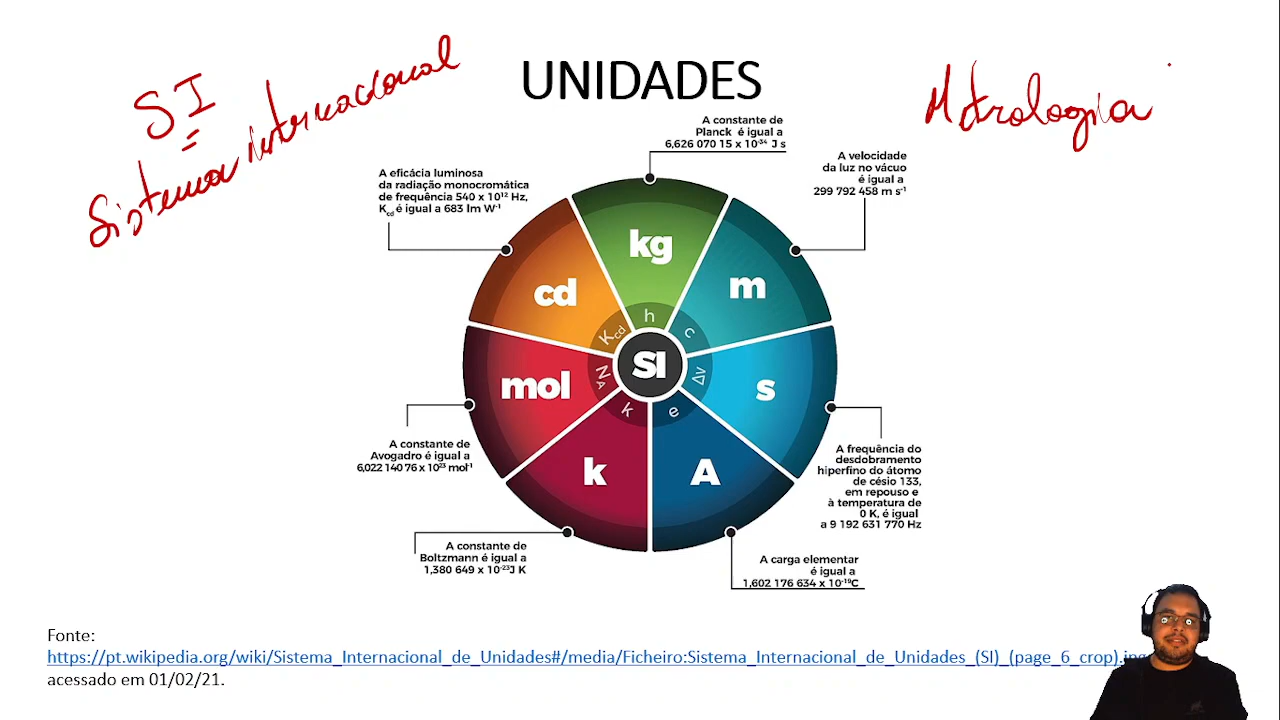 UNIDADES
SI
=
Sistema internacional
Metrologia
A constante de
Planck é igual a
6,626 070 15 x 10⁻³⁴ J s
A velocidade
da luz no vácuo
é igual a
299 792 458 m s⁻¹
A eficácia luminosa
da radiação monocromática
de frequência 540 x 10¹² Hz,
Kcd é igual a 683 lm W⁻¹
kg
cd
m
h
Kcd
c
SI
mol
NA
Δν
s
k
e
k
A
A constante de
Avogadro é igual a
6,022 140 76 x 10²³ mol⁻¹
A frequência do
desdobramento
hiperfino do átomo
de césio 133,
em repouso e
à temperatura de
0 K, é igual
a 9 192 631 770 Hz
A constante de
Boltzmann é igual a
1,380 649 x 10⁻²³J K
A carga elementar
é igual a
1,602 176 634 x 10⁻¹⁹C
Fonte:
https://pt.wikipedia.org/wiki/Sistema_Internacional_de_Unidades#/media/Ficheiro:Sistema_Internacional_de_Unidades_(SI)_(page_6_crop).jpg
acessado em 01/02/21.